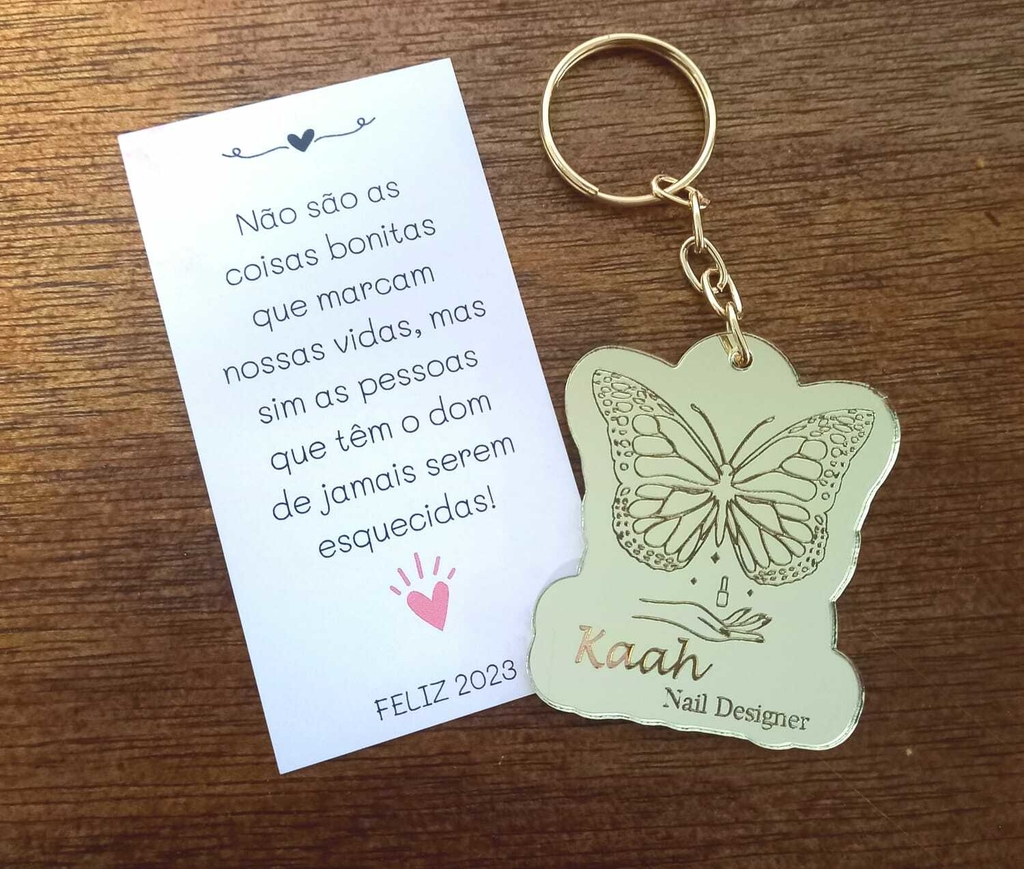 Não são as
coisas bonitas
que marcam
nossas vidas, mas
sim as pessoas
que têm o dom
de jamais serem
esquecidas!
FELIZ 2023
Kaah
Nail Designer